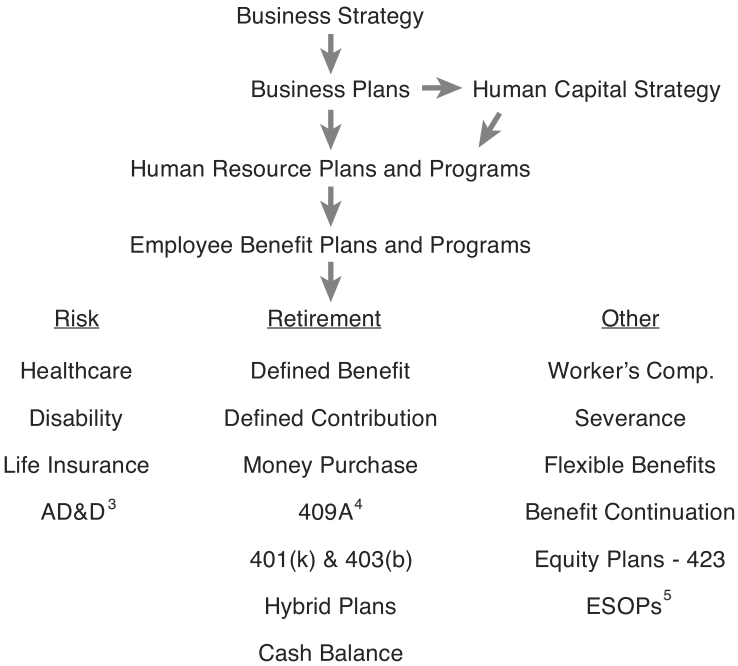 Business Strategy
Business Plans
Human Capital Strategy
Human Resource Plans and Programs
Employee Benefit Plans and Programs
Risk
Healthcare
Disability
Life Insurance
AD&D3
Retirement
Defined Benefit
Defined Contribution
Money Purchase
409A4
401(k) & 403(b)
Hybrid Plans
Cash Balance
Other
Worker's Comp.
Severance
Flexible Benefits
Benefit Continuation
Equity Plans - 423
ESOPs5